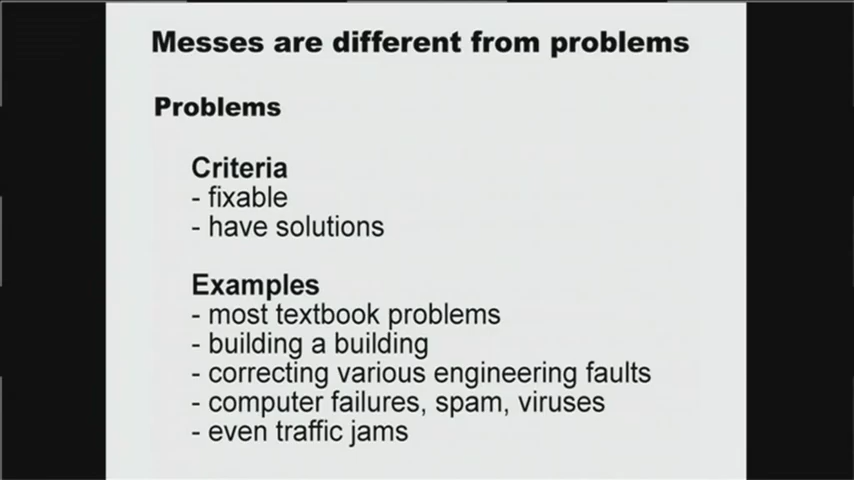 Messes are different from problems
Problems
Criteria
- fixable
- have solutions
Examples
- most textbook problems
- building a building
- correcting various engineering faults
- computer failures, spam, viruses
- even traffic jams